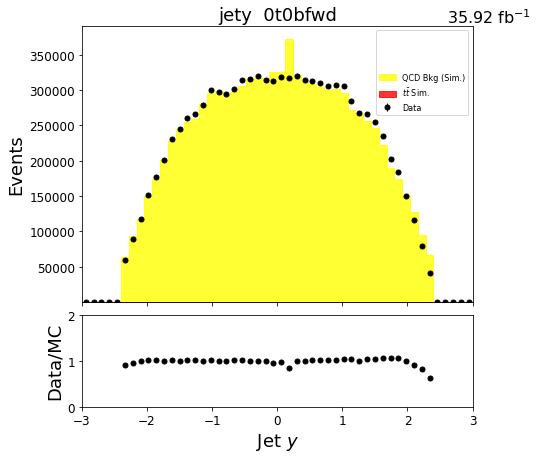 jety  0t0bfwd
35.92 fb⁻¹
QCD Bkg (Sim.)
tt̄ Sim.
Data
Events
350000
300000
250000
200000
150000
100000
50000
Data/MC
2
1
0
−3 −2 −1 0 1 2 3
Jet y